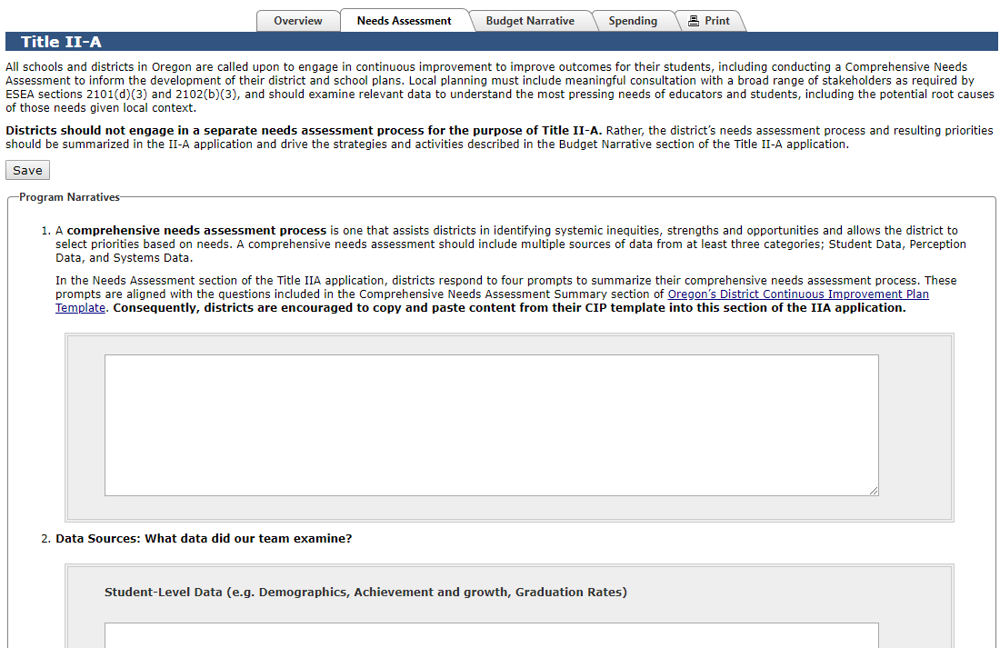 Overview
Needs Assessment
Budget Narrative
Spending
Print
Title II-A
All schools and districts in Oregon are called upon to engage in continuous improvement to improve outcomes for their students, including conducting a Comprehensive Needs
Assessment to inform the development of their district and school plans. Local planning must include meaningful consultation with a broad range of stakeholders as required by
ESEA sections 2101(d)(3) and 2102(b)(3), and should examine relevant data to understand the most pressing needs of educators and students, including the potential root causes
of those needs given local context.
Districts should not engage in a separate needs assessment process for the purpose of Title II-A. Rather, the district's needs assessment process and resulting priorities
should be summarized in the II-A application and drive the strategies and activities described in the Budget Narrative section of the Title II-A application.
Save
Program Narratives
1. A comprehensive needs assessment process is one that assists districts in identifying systemic inequities, strengths and opportunities and allows the district to
select priorities based on needs. A comprehensive needs assessment should include multiple sources of data from at least three categories; Student Data, Perception
Data, and Systems Data.
In the Needs Assessment section of the Title IIA application, districts respond to four prompts to summarize their comprehensive needs assessment process. These
prompts are aligned with the questions included in the Comprehensive Needs Assessment Summary section of Oregon's District Continuous Improvement Plan
Template. Consequently, districts are encouraged to copy and paste content from their CIP template into this section of the IIA application.
2. Data Sources: What data did our team examine?
Student-Level Data (e.g. Demographics, Achievement and growth, Graduation Rates)